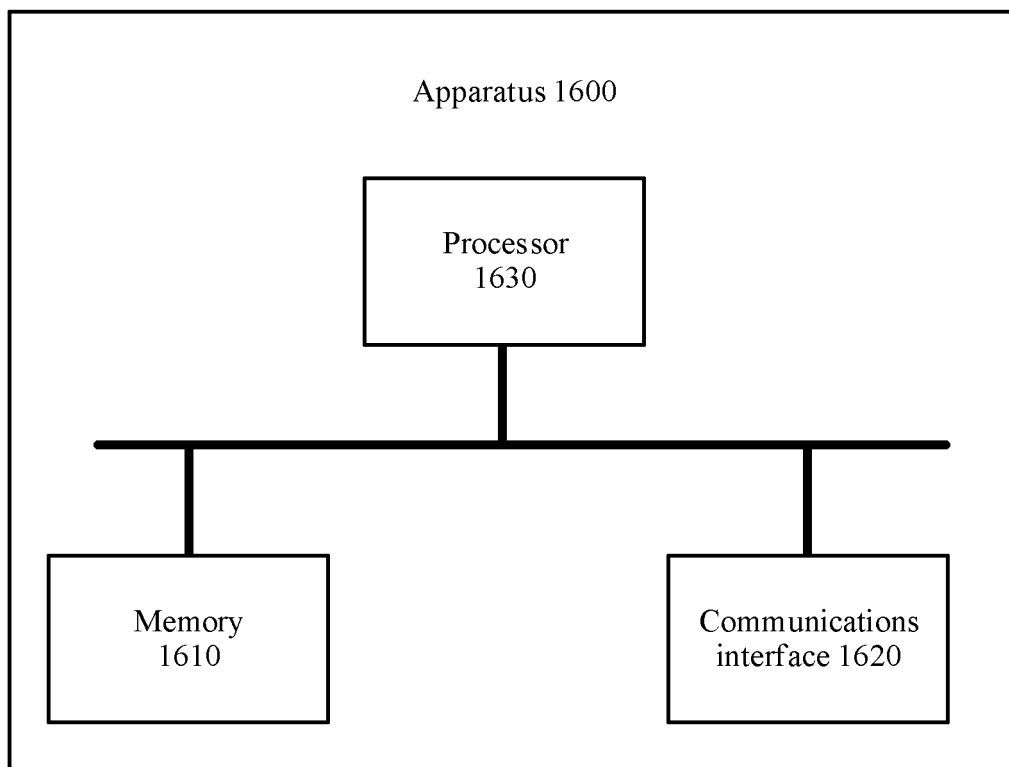 Apparatus 1600
Processor
1630
Memory
1610
Communications
interface 1620